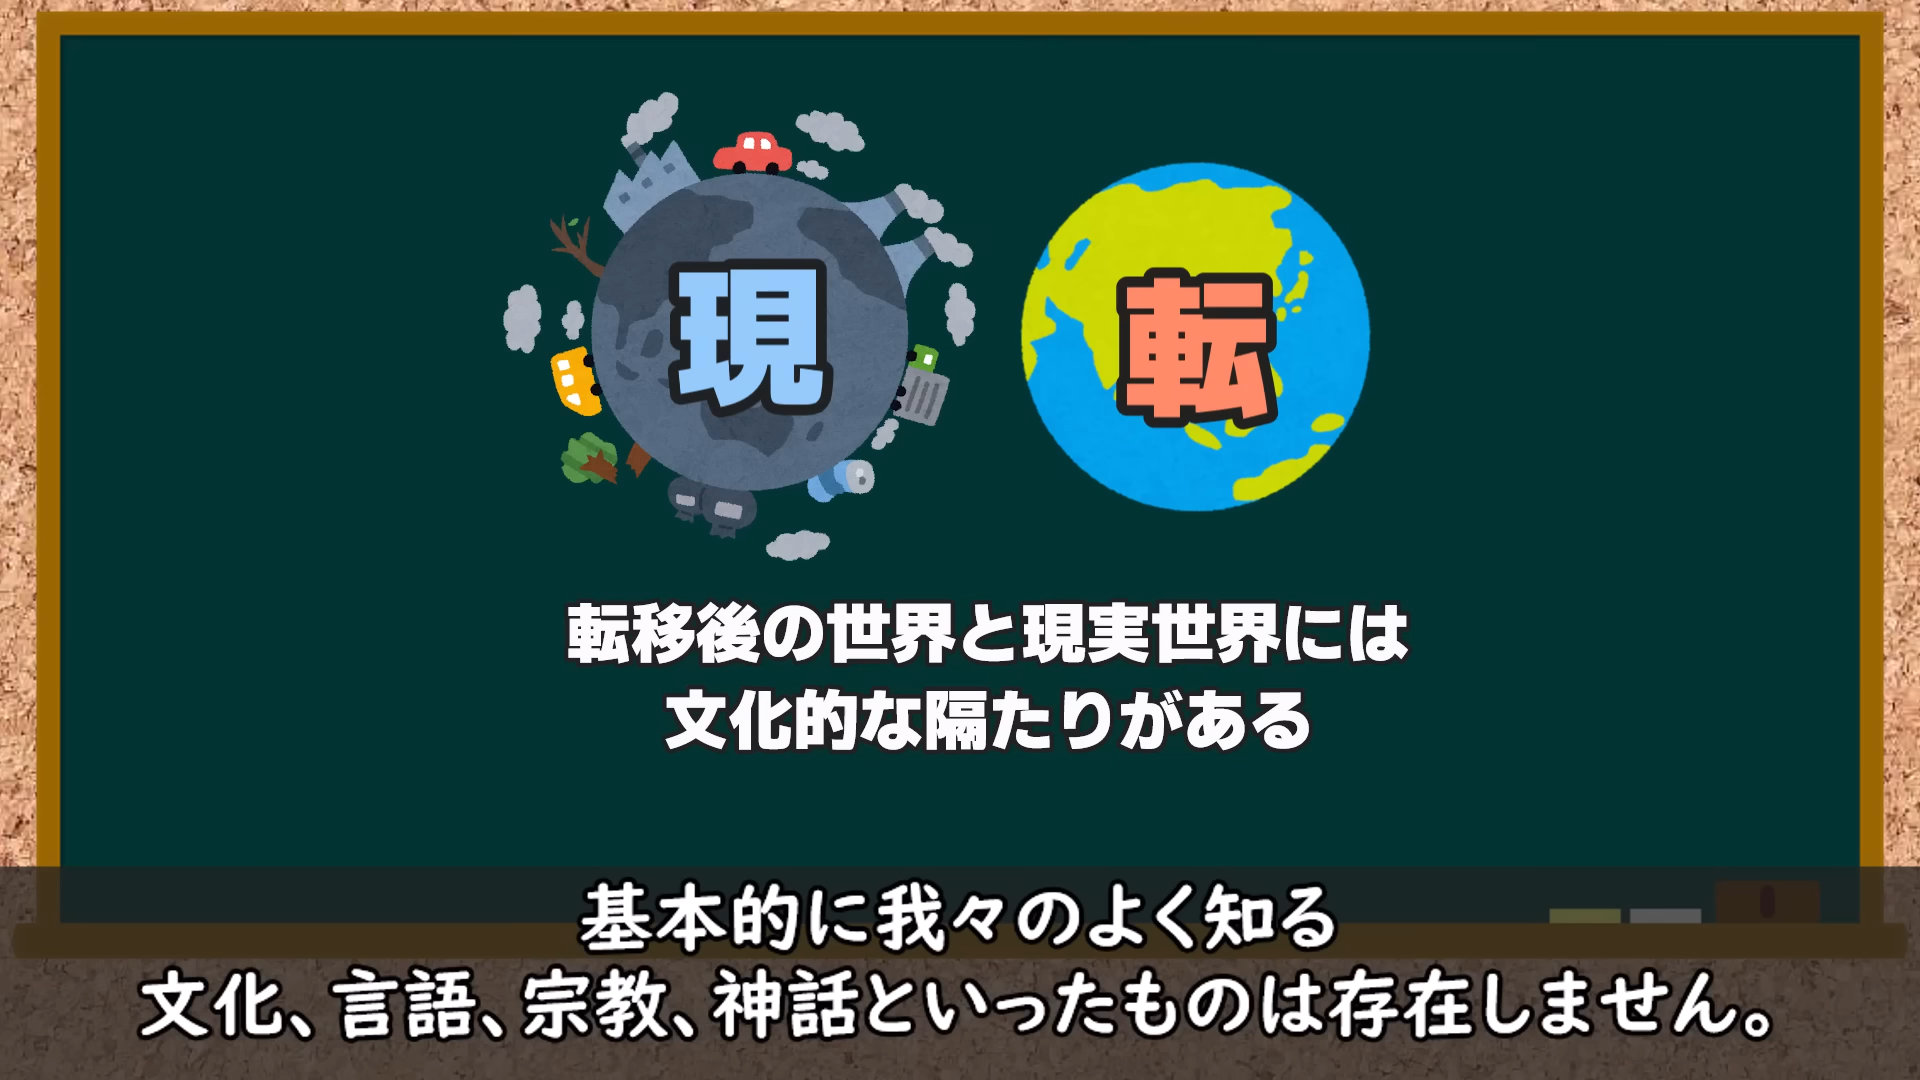 現
転
転移後の世界と現実世界には
文化的な隔たりがある
基本的に我々のよく知る
文化、言語、宗教、神話といったものは存在しません。